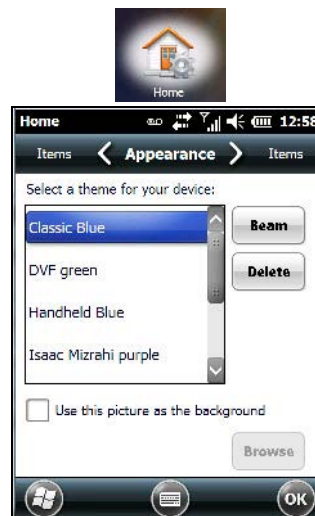 Home
Home 12:58
Items Appearance Items
Select a theme for your device:
Classic Blue
Beam
DVF green
Delete
Handheld Blue
Isaac Mizrahi purple
Use this picture as the background
Browse
OK